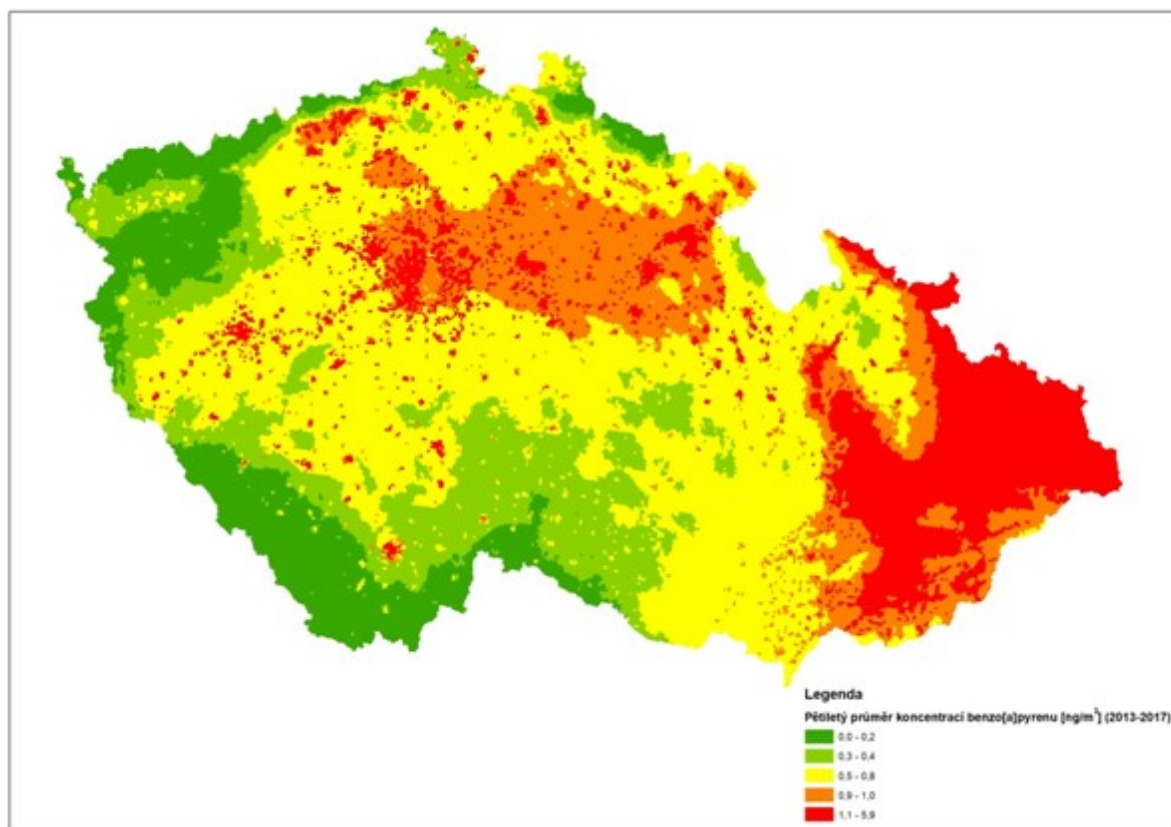 Legenda
Pětiletý průměr koncentrací benzo[a]pyrenu [ng/m³] (2013-2017)
0,0 - 0,2
0,3 - 0,4
0,5 - 0,8
0,9 - 1,0
1,1 - 5,9